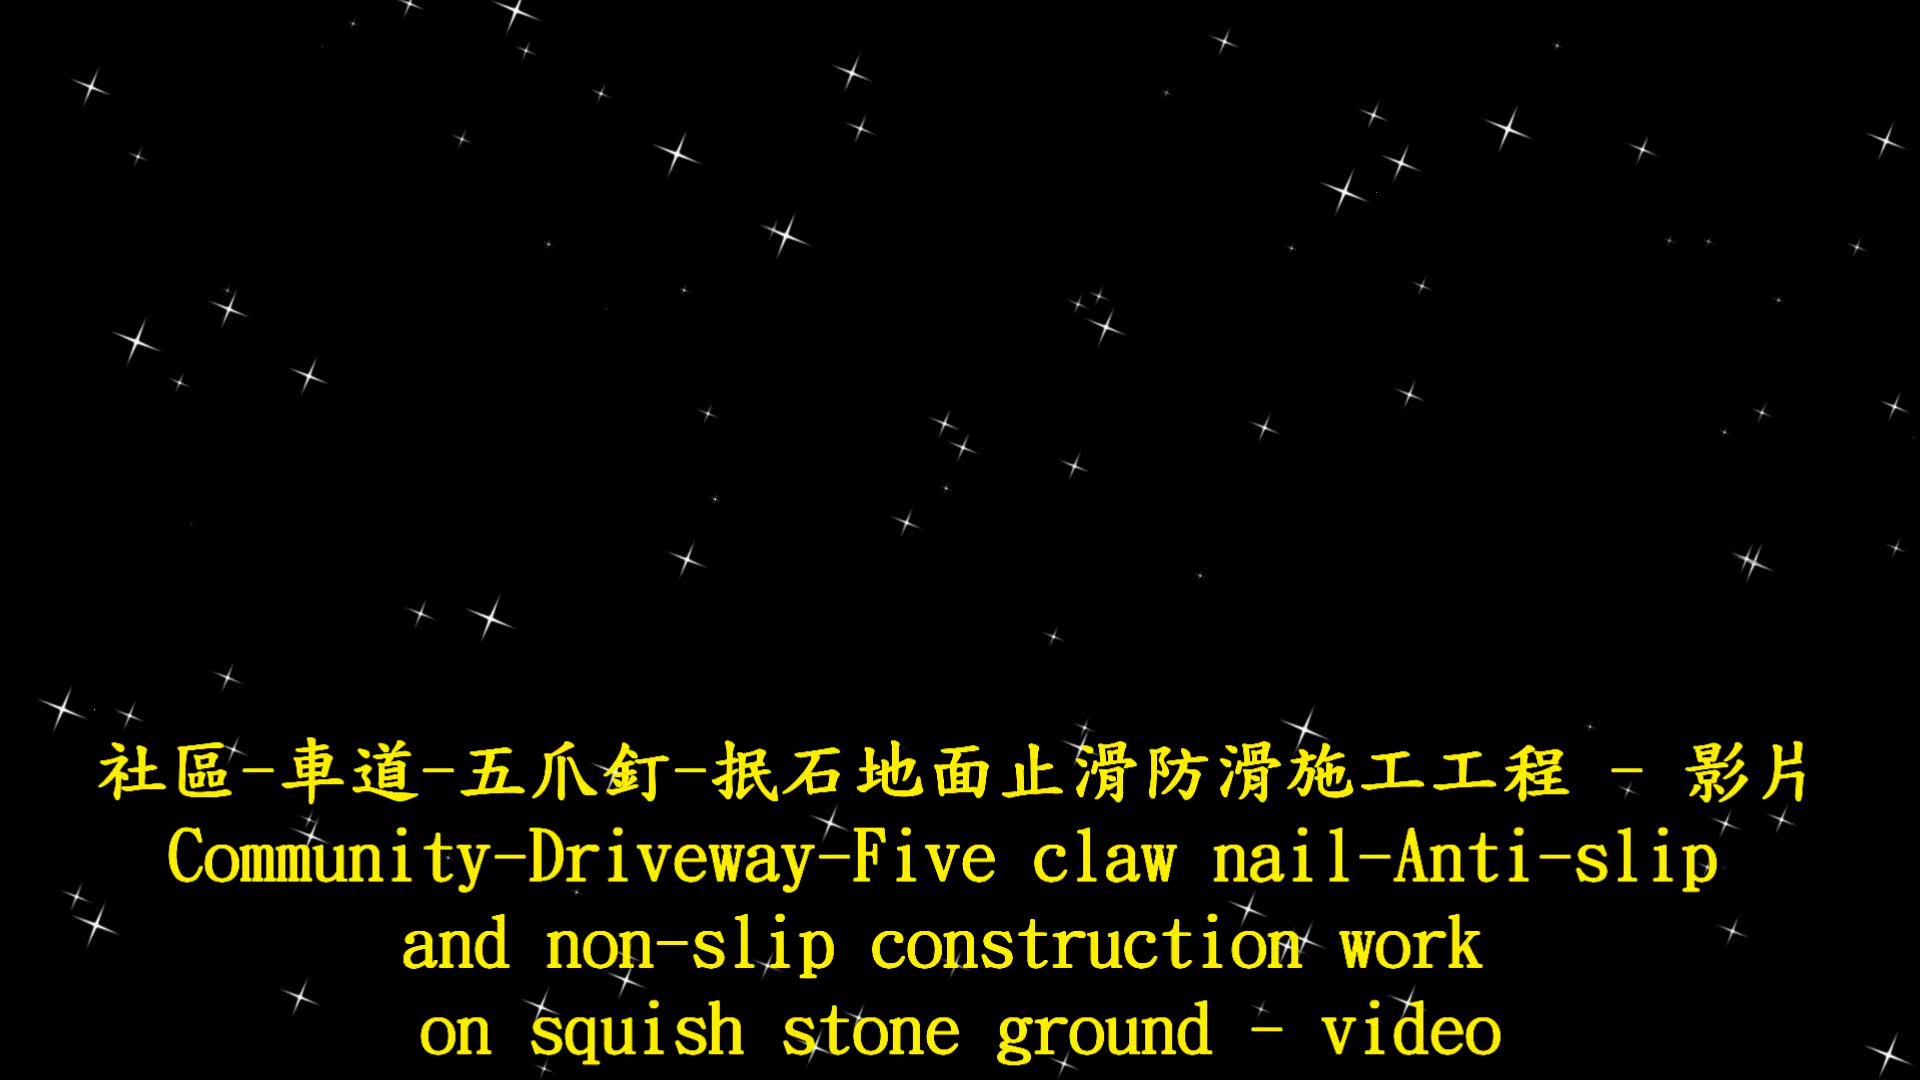 社區-車道-五爪釘-抿石地面止滑防滑施工工程 - 影片
Community-Driveway-Five claw nail-Anti-slip
and non-slip construction work
on squish stone ground - video